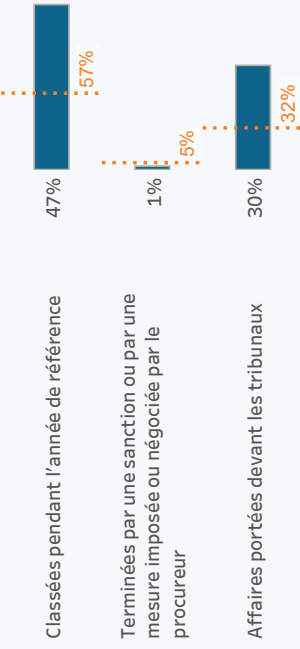 Classées pendant l'année de référence
47%
57%
Terminées par une sanction ou par une
mesure imposée ou négociée par le
procureur
1%
5%
Affaires portées devant les tribunaux
30%
32%